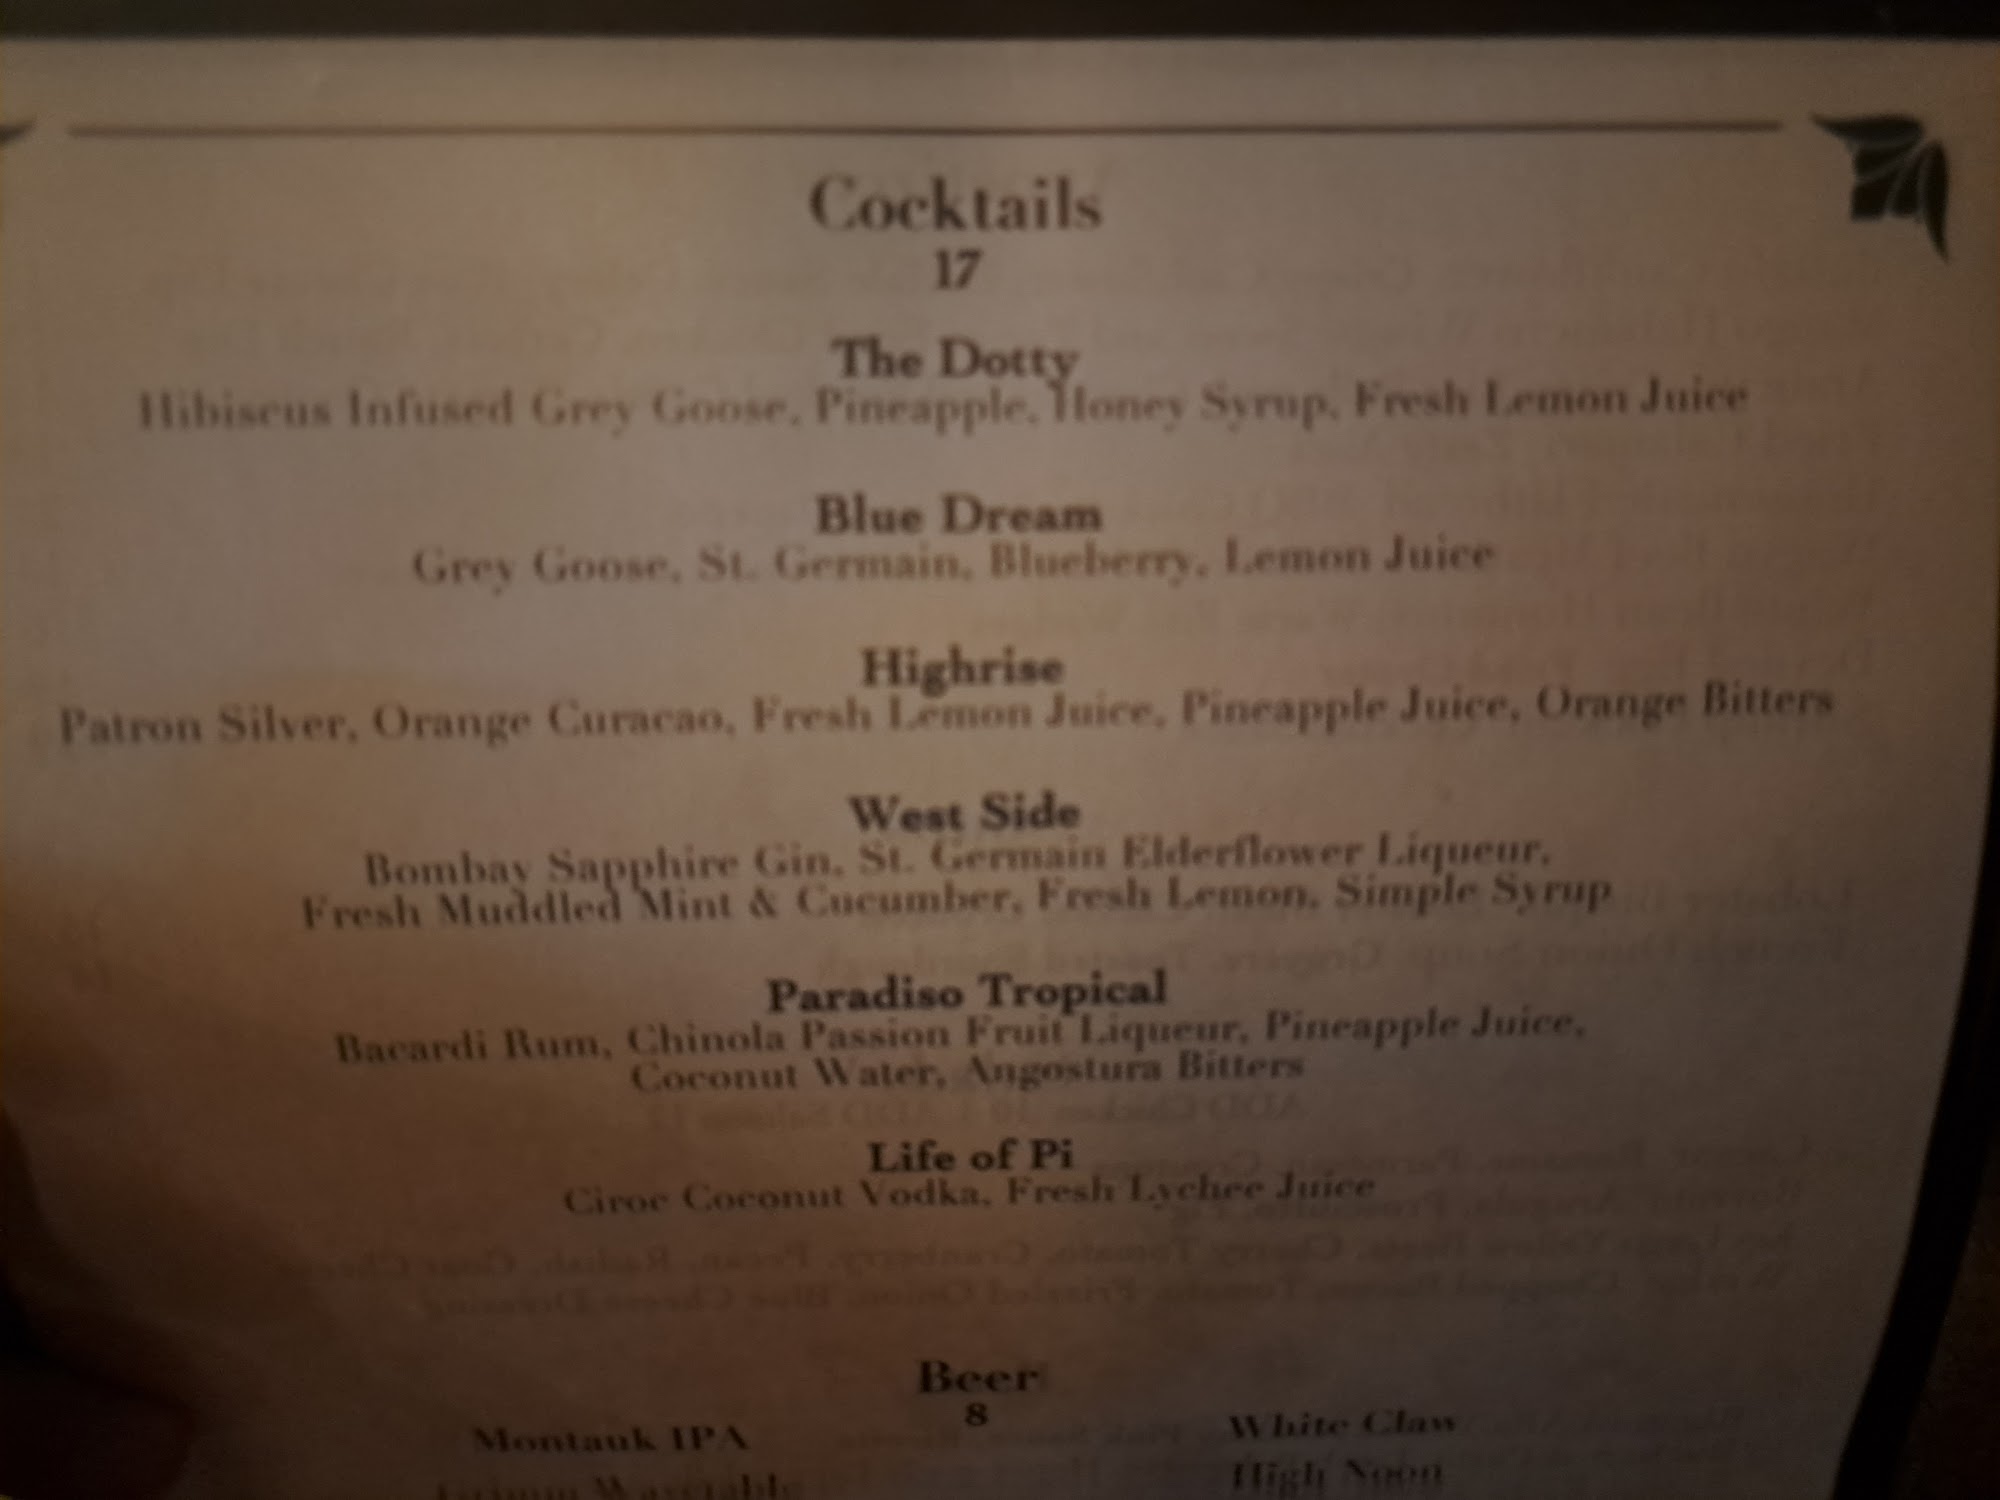 Cocktails
17
The Dotty
Hibiscus Infused Grey Goose, Pineapple, Honey Syrup, Fresh Lemon Juice
Blue Dream
Grey Goose, St. Germain, Blueberry, Lemon Juice
Highrise
Patron Silver, Orange Curacao, Fresh Lemon Juice, Pineapple Juice, Orange Bitters
West Side
Bombay Sapphire Gin, St. Germain Elderflower Liqueur,
Fresh Muddled Mint & Cucumber, Fresh Lemon, Simple Syrup
Paradiso Tropical
Bacardi Rum, Chinola Passion Fruit Liqueur, Pineapple Juice,
Coconut Water, Angostura Bitters
Life of Pi
Ciroc Coconut Vodka, Fresh Lychee Juice
Beer
8
Montauk IPA
White Claw
High Noon